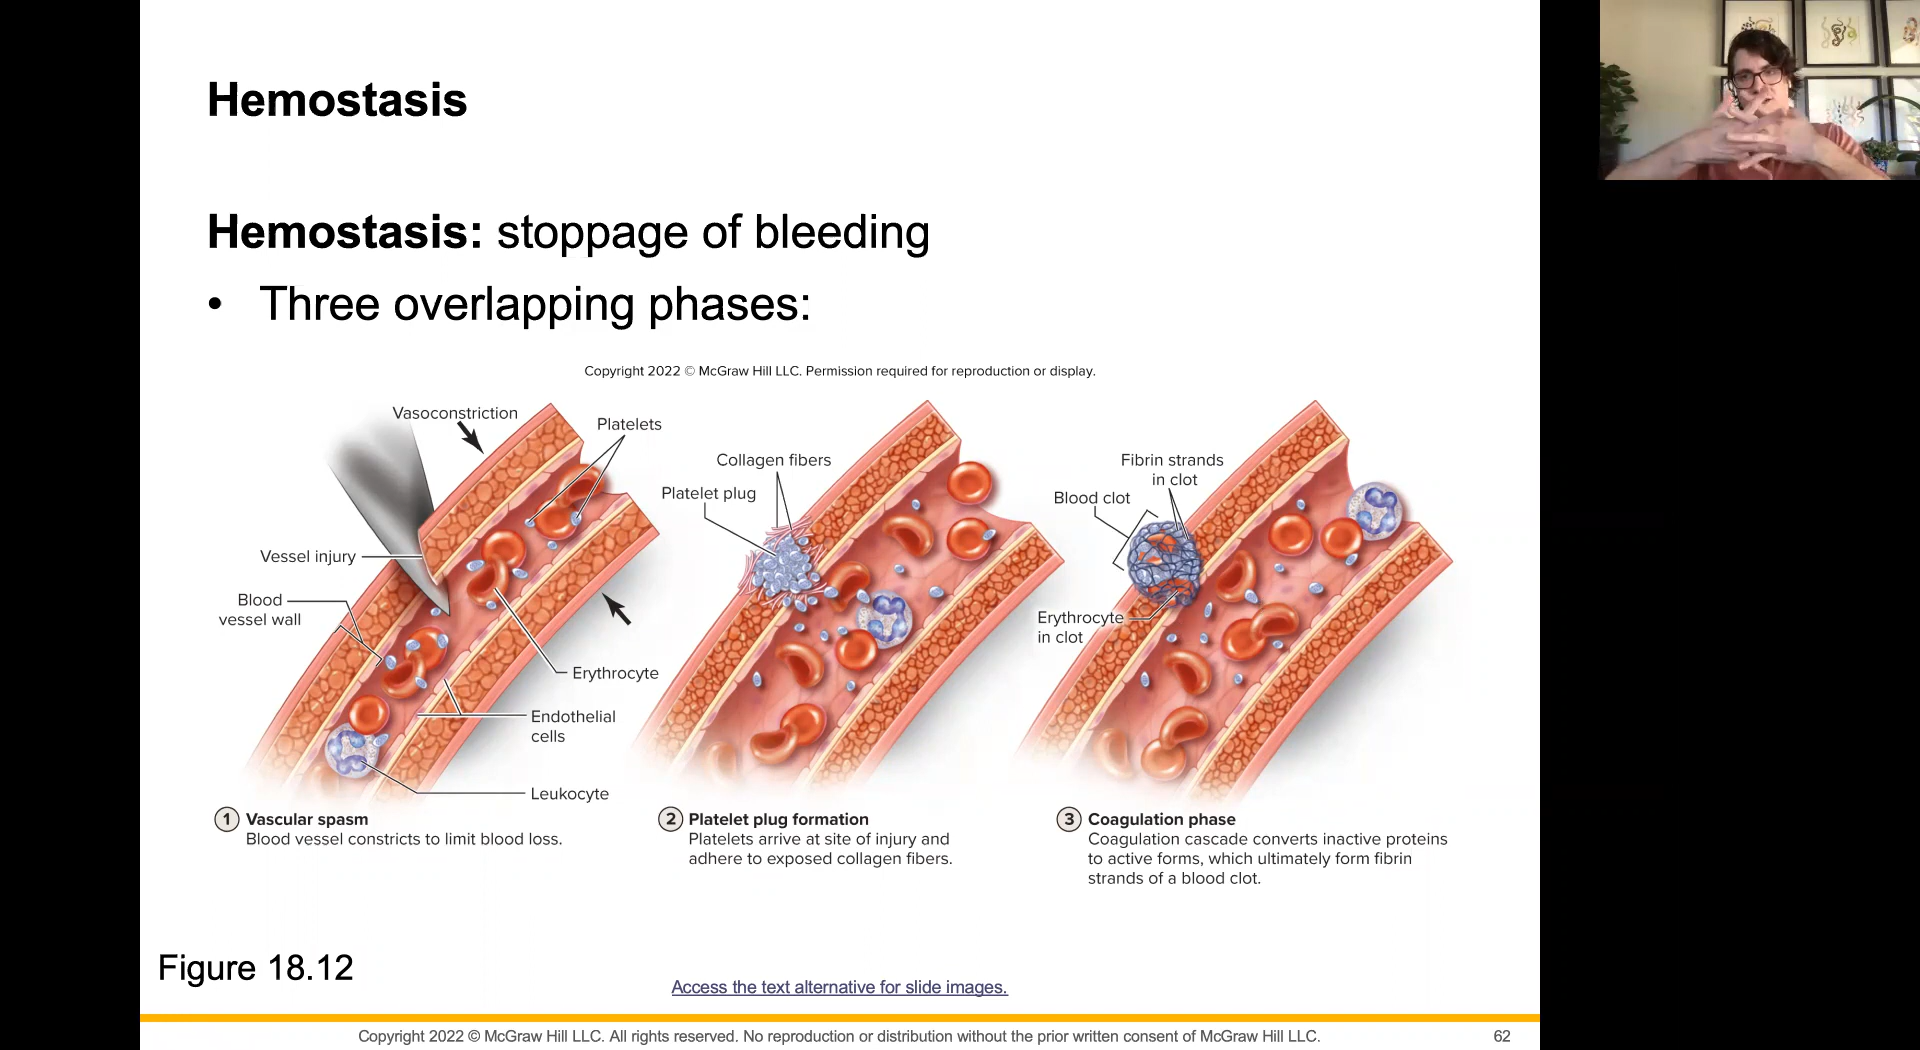 Hemostasis
Hemostasis: stoppage of bleeding
• Three overlapping phases:
Copyright 2022 © McGraw Hill LLC. Permission required for reproduction or display.
Vasoconstriction
Platelets
Vessel injury
Blood
vessel wall
Erythrocyte
Endothelial
cells
Leukocyte
1 Vascular spasm
Blood vessel constricts to limit blood loss.
Collagen fibers
Platelet plug
2 Platelet plug formation
Platelets arrive at site of injury and
adhere to exposed collagen fibers.
Fibrin strands
in clot
Blood clot
Erythrocyte
in clot
3 Coagulation phase
Coagulation cascade converts inactive proteins
to active forms, which ultimately form fibrin
strands of a blood clot.
Figure 18.12
Access the text alternative for slide images.
Copyright 2022 © McGraw Hill LLC. All rights reserved. No reproduction or distribution without the prior written consent of McGraw Hill LLC.
62